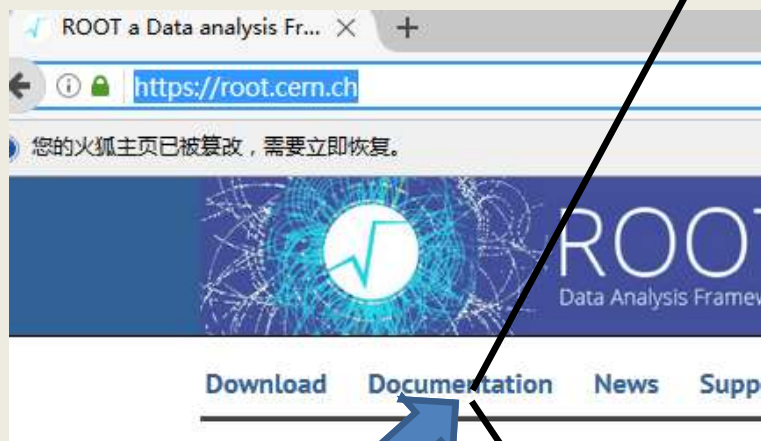 ROOT a Data analysis Fr...
https://root.cern.ch
您的火狐主页已被篡改，需要立即恢复。
ROOT
Data Analysis Framew
Download Documentation News Supp